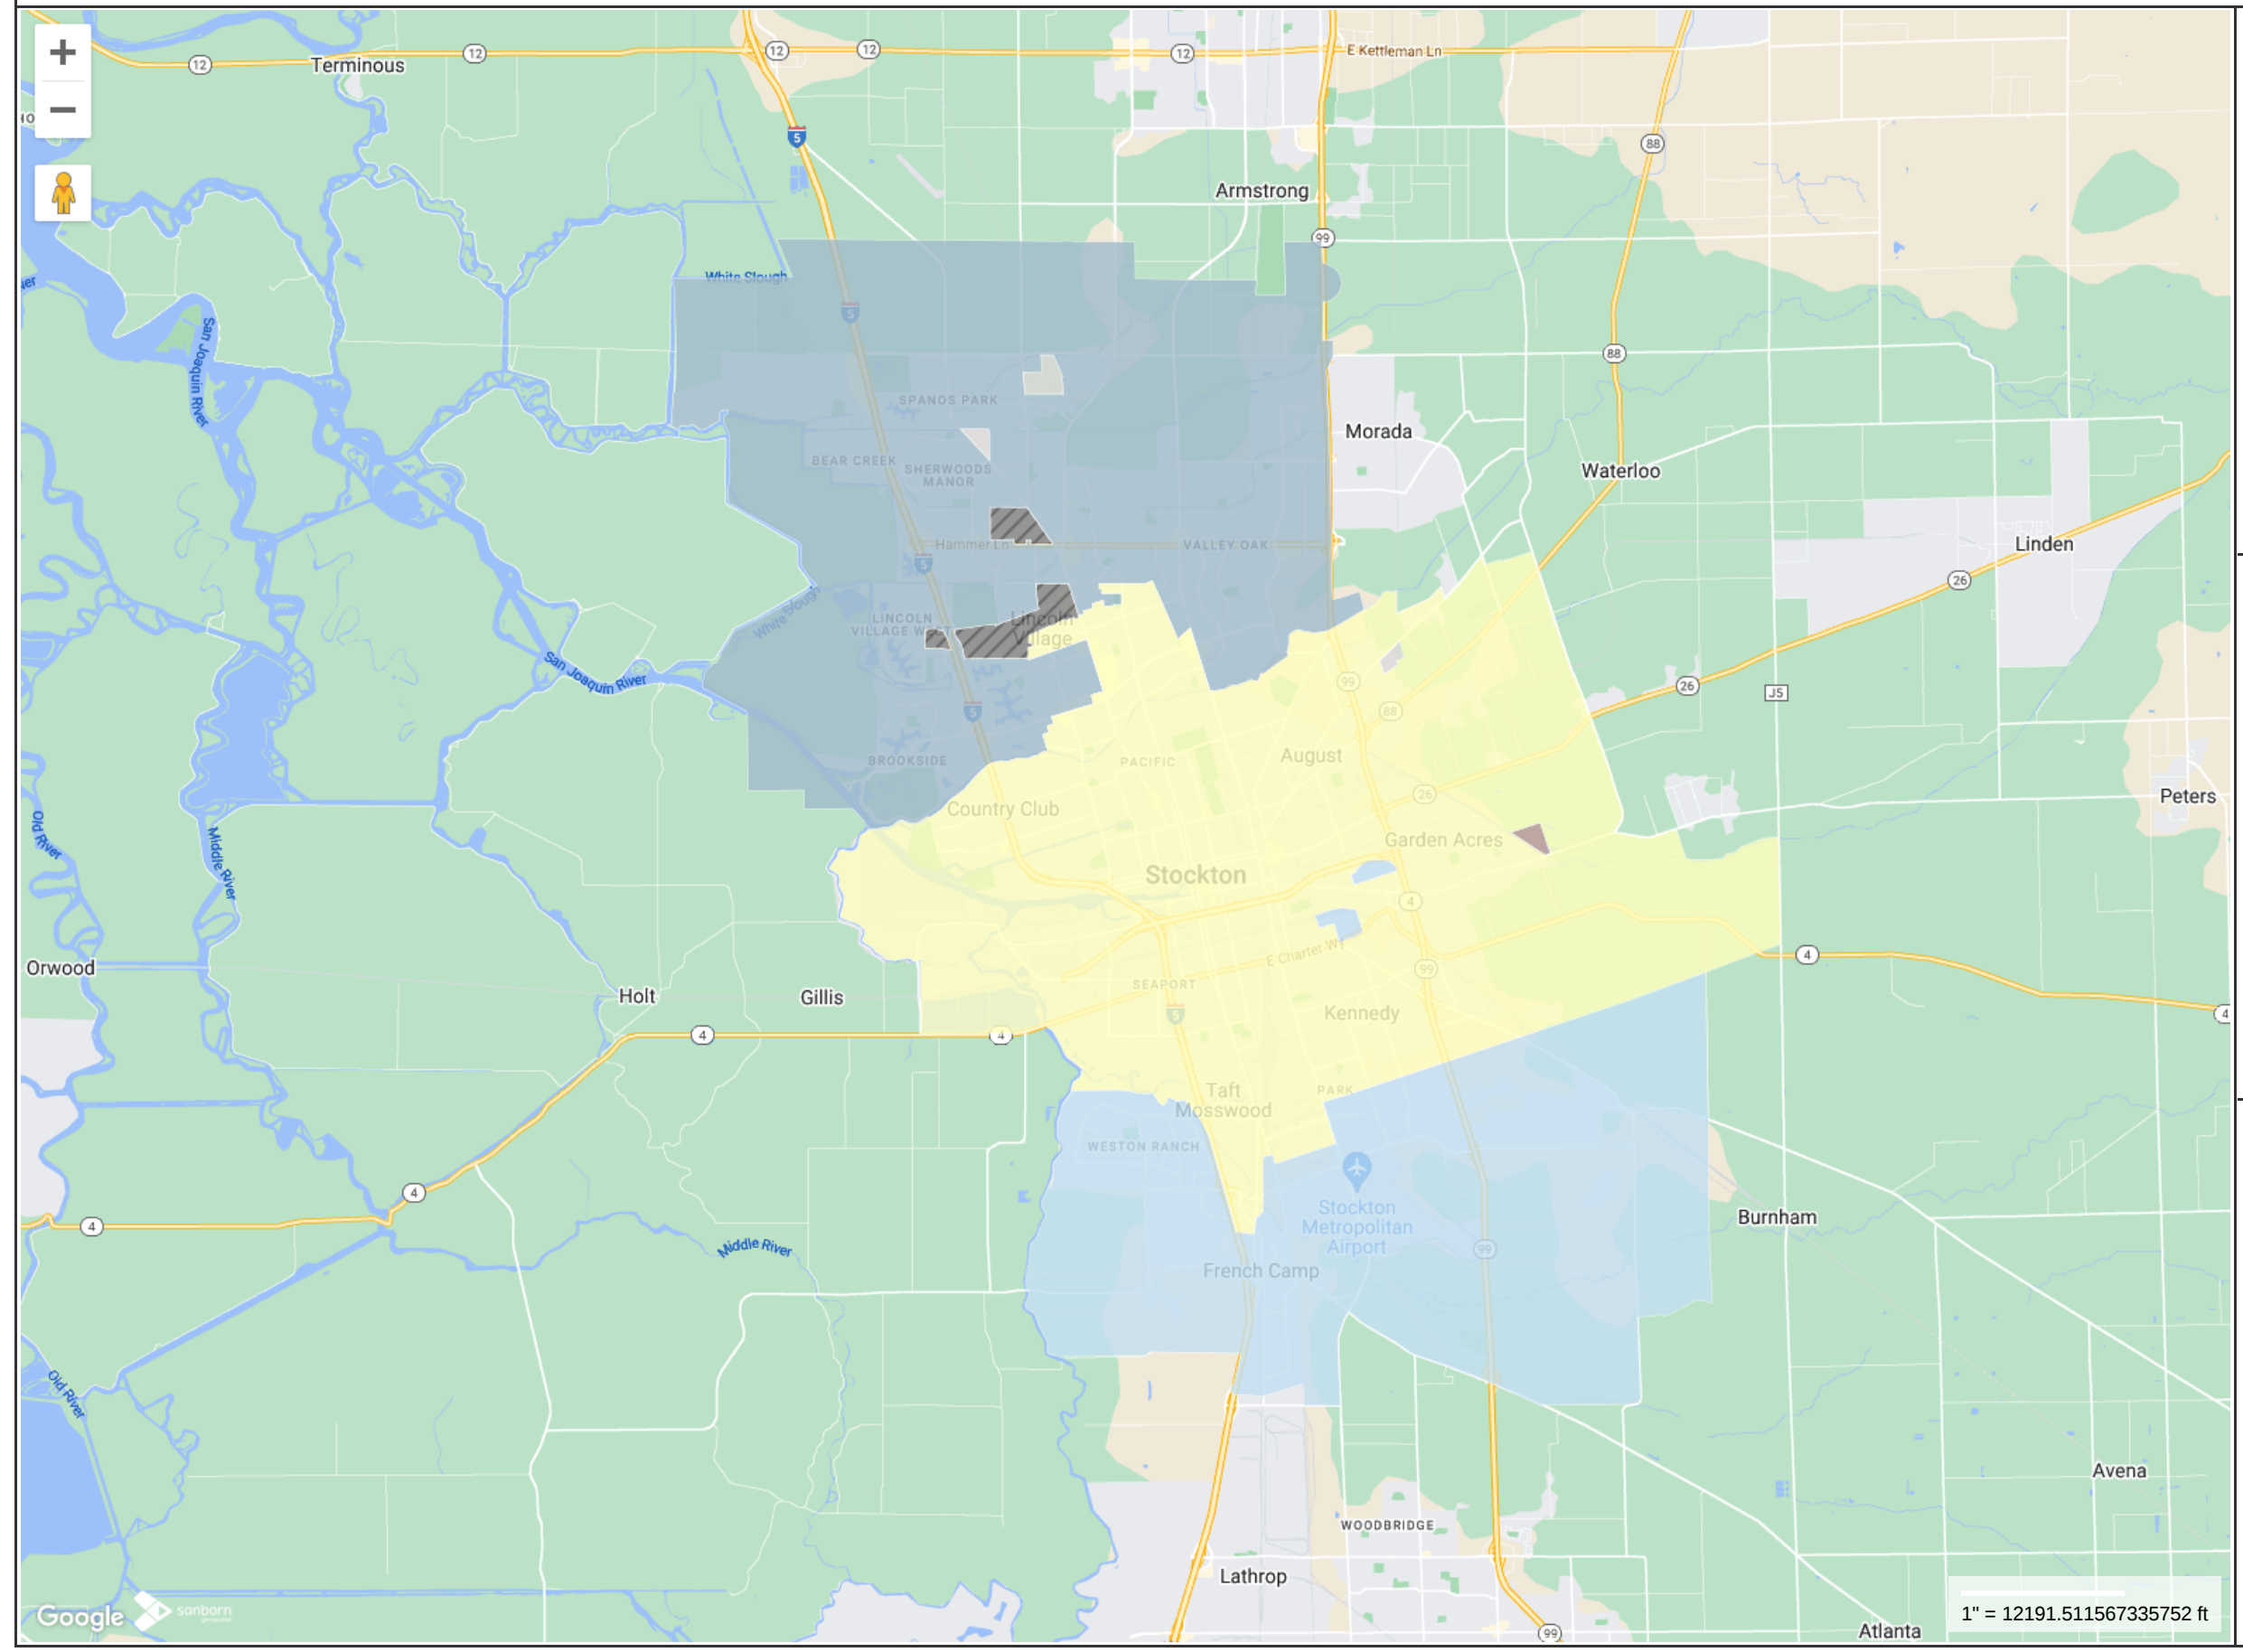 +
−
12
Terminous
12
12
12
12
E Kettleman Ln
5
88
Armstrong
99
White Slough
5
88
San Joaquin River
SPANOS PARK
Morada
BEAR CREEK
SHERWOODS
MANOR
Waterloo
Hammer Ln
VALLEY OAK
Linden
5
26
White Slough
LINCOLN
VILLAGE WEST
Lincoln
Village
San Joaquin River
99
26
J5
5
88
BROOKSIDE
PACIFIC
August
26
Peters
Country Club
Old River
Middle River
Garden Acres
Stockton
4
E Charter Wy
4
Orwood
99
Holt
Gillis
SEAPORT
5
Kennedy
4
4
4
Taft
Mosswood
PARK
WESTON RANCH
4
4
Stockton
Metropolitan
Airport
Burnham
Middle River
99
French Camp
Old River
Avena
WOODBRIDGE
Lathrop
Google
sanborn
99
Atlanta
1" = 12191.511567335752 ft